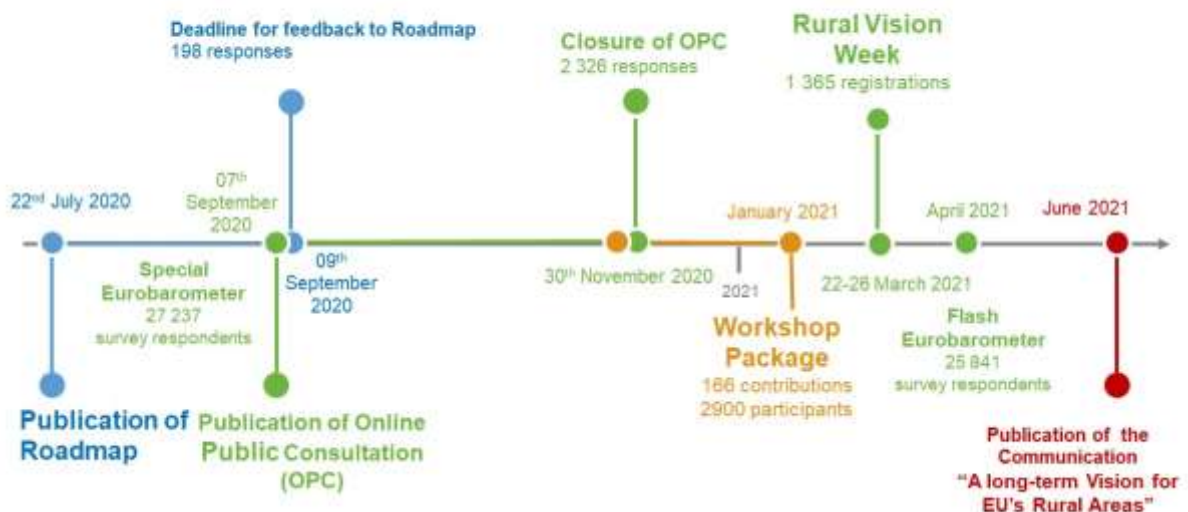 Deadline for feedback to Roadmap
198 responses
Closure of OPC
2 326 responses
Rural Vision
Week
1 365 registrations
22nd July 2020
07th
September
2020
January 2021
April 2021
June 2021
Special
Eurobarometer
27 237
survey respondents
09th
September
2020
30th November 2020
2021
22-26 March 2021
Workshop
Package
166 contributions
2900 participants
Flash
Eurobarometer
25 841
survey respondents
Publication of
Roadmap
Publication of Online
Public Consultation
(OPC)
Publication of the
Communication
“A long-term Vision for
EU's Rural Areas”